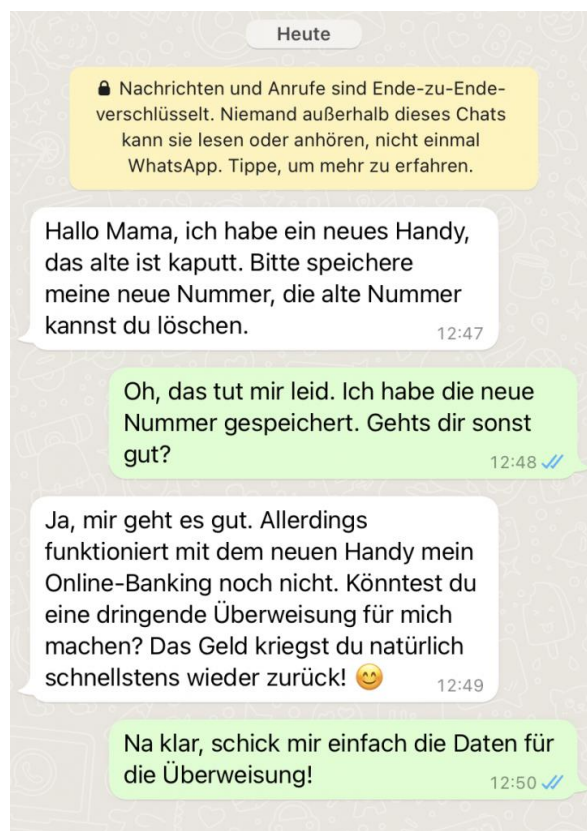 Heute
Nachrichten und Anrufe sind Ende-zu-Ende-
verschlüsselt. Niemand außerhalb dieses Chats
kann sie lesen oder anhören, nicht einmal
WhatsApp. Tippe, um mehr zu erfahren.
Hallo Mama, ich habe ein neues Handy,
das alte ist kaputt. Bitte speichere
meine neue Nummer, die alte Nummer
kannst du löschen.
12:47
Oh, das tut mir leid. Ich habe die neue
Nummer gespeichert. Gehts dir sonst
gut?
12:48
Ja, mir geht es gut. Allerdings
funktioniert mit dem neuen Handy mein
Online-Banking noch nicht. Könntest du
eine dringende Überweisung für mich
machen? Das Geld kriegst du natürlich
schnellstens wieder zurück! 😊
12:49
Na klar, schick mir einfach die Daten für
die Überweisung!
12:50